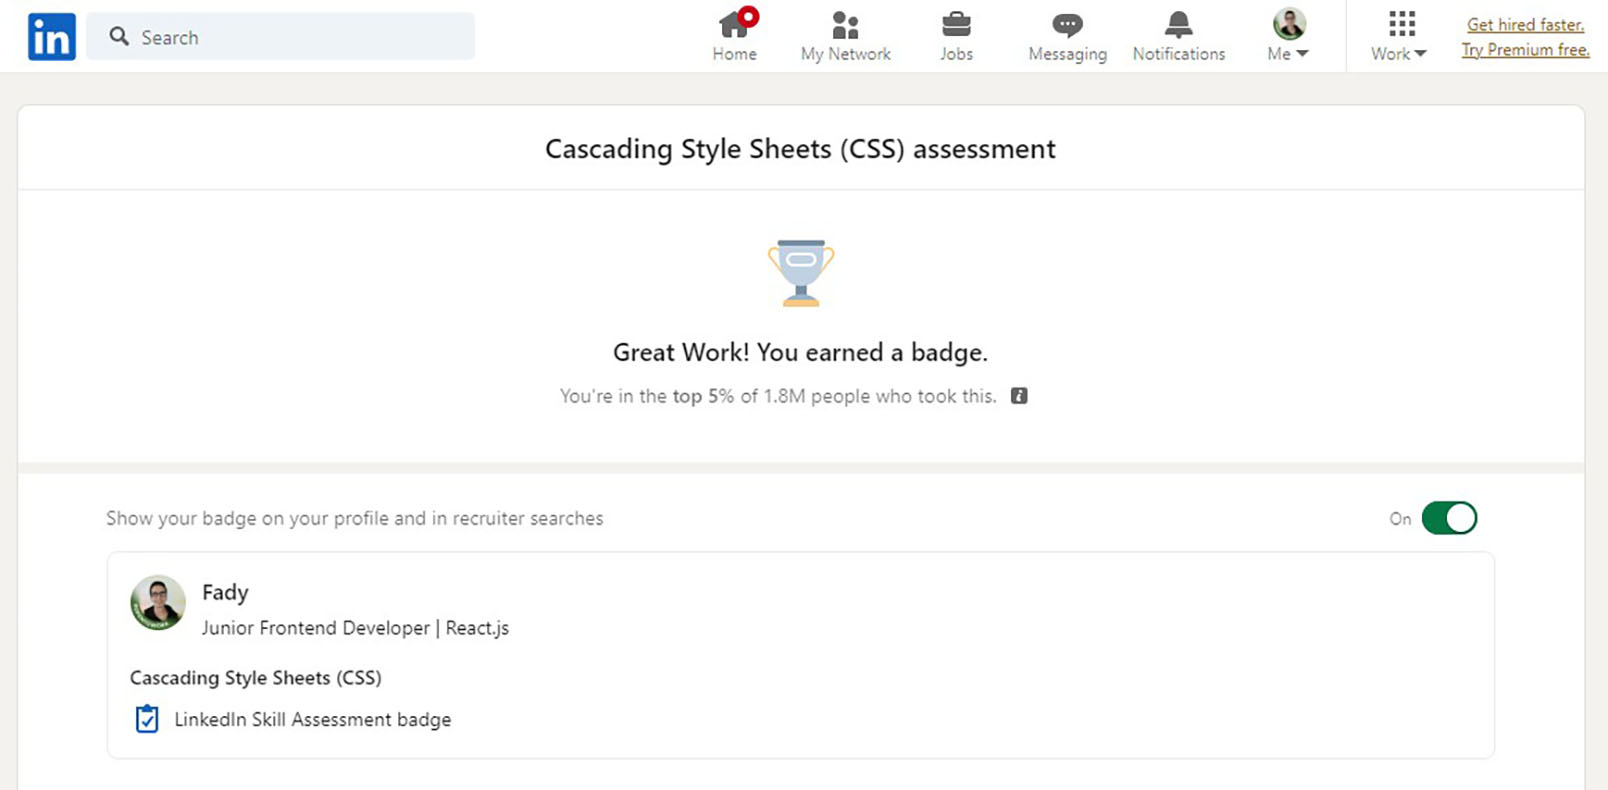 in
Search
Home
My Network
Jobs
Messaging
Notifications
Me
Work
Get hired faster.
Try Premium free.
Cascading Style Sheets (CSS) assessment
Great Work! You earned a badge.
You're in the top 5% of 1.8M people who took this.
Show your badge on your profile and in recruiter searches
On
Fady
Junior Frontend Developer | React.js
Cascading Style Sheets (CSS)
LinkedIn Skill Assessment badge